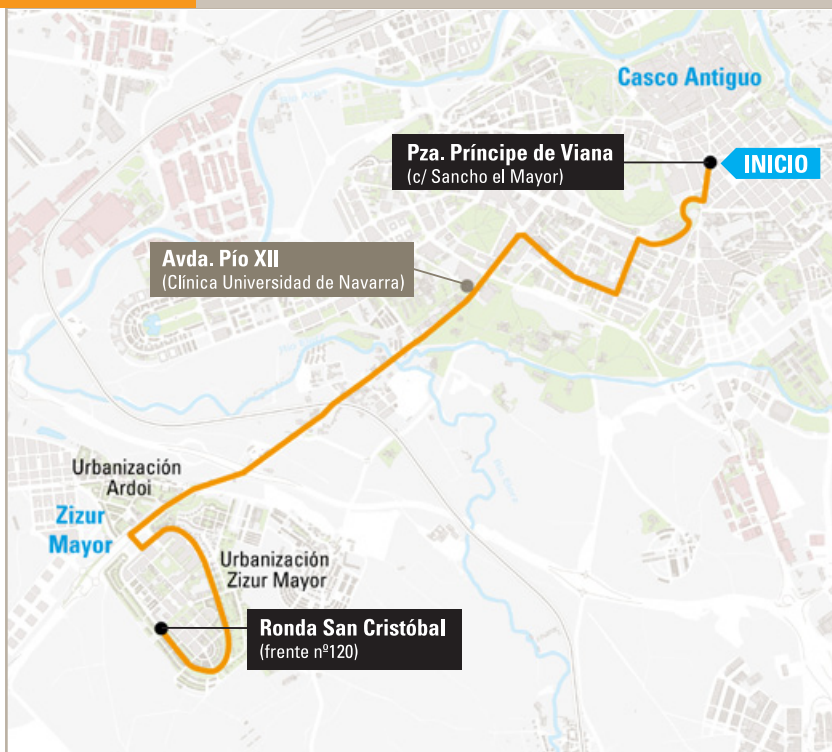 Casco Antiguo
Pza. Príncipe de Viana
(c/ Sancho el Mayor)
INICIO
Avda. Pío XII
(Clínica Universidad de Navarra)
Urbanización
Ardoi
Zizur
Mayor
Urbanización
Zizur Mayor
Ronda San Cristóbal
(frente nº120)